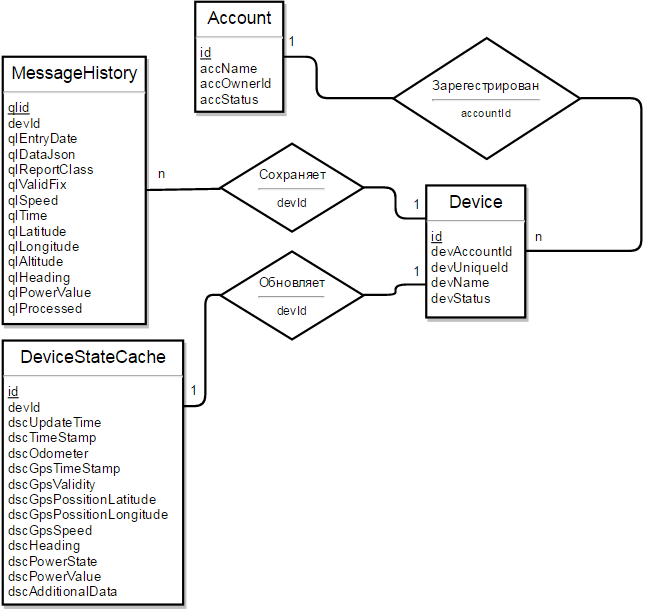 Account
id
accName
accOwnerId
accStatus
1
Зарегестрирован
accountId
MessageHistory
qlid
devId
qlEntryDate
qlDataJson
qlReportClass
qlValidFix
qlSpeed
qlTime
qlLatitude
qlLongitude
qlAltitude
qlHeading
qlPowerValue
qlProcessed
n
Сохраняет
devId
1
Device
id
devAccountId
devUniqueId
devName
devStatus
n
1
Обновляет
devId
1
DeviceStateCache
id
devId
dscUpdateTime
dscTimeStamp
dscOdometer
dscGpsTimeStamp
dscGpsValidity
dscGpsPossitionLatitude
dscGpsPossitionLongitude
dscGpsSpeed
dscHeading
dscPowerState
dscPowerValue
dscAdditionalData